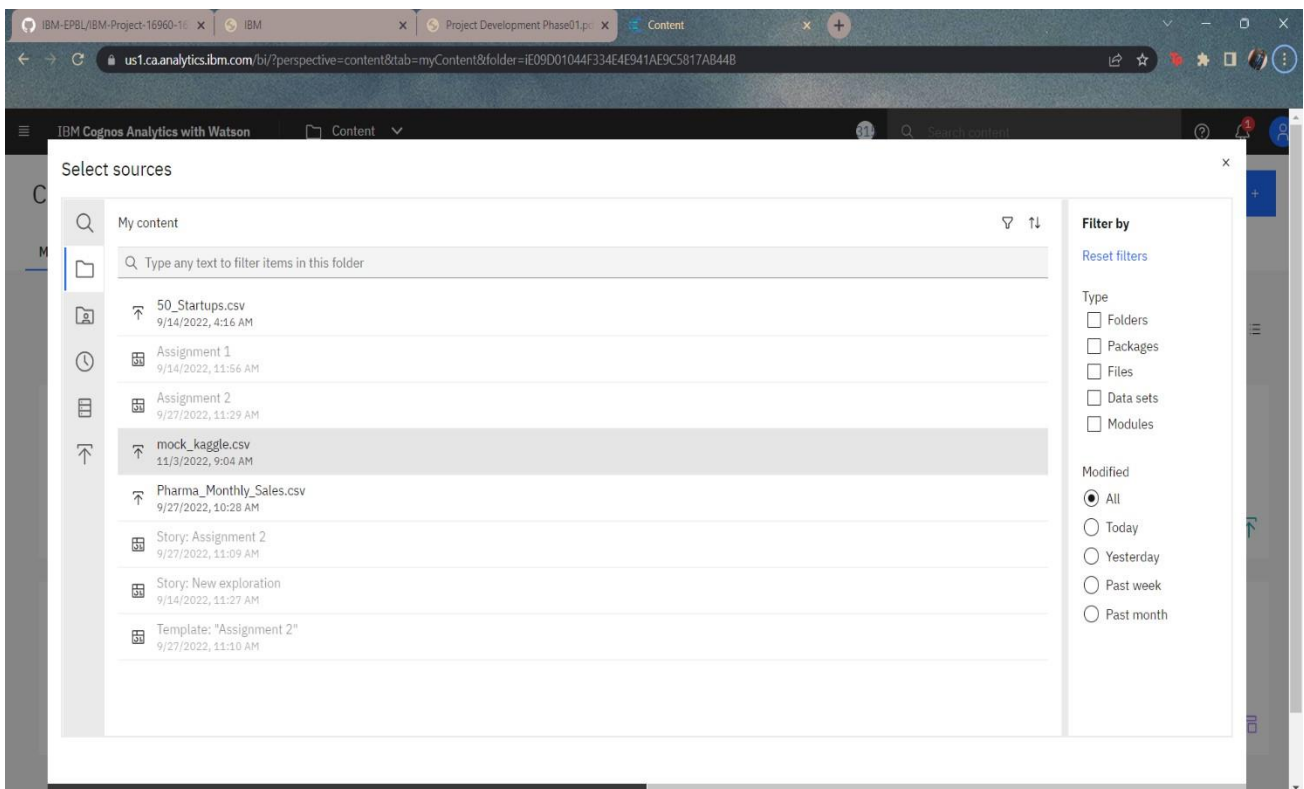 IBM-EPBL/IBM-Project-16960-16
IBM
Project Development Phase01.pd
Content
us1.ca.analytics.ibm.com/bi/?perspective=content&tab=myContent&folder=iE09D01044F334E4E941AE9C5817AB44B
IBM Cognos Analytics with Watson
Content
Search content
1
Select sources
My content
Type any text to filter items in this folder
50_Startups.csv
9/14/2022, 4:16 AM
Assignment 1
9/14/2022, 11:56 AM
Assignment 2
9/27/2022, 11:29 AM
mock_kaggle.csv
11/3/2022, 9:04 AM
Pharma_Monthly_Sales.csv
9/27/2022, 10:28 AM
Story: Assignment 2
9/27/2022, 11:09 AM
Story: New exploration
9/14/2022, 11:27 AM
Template: "Assignment 2"
9/27/2022, 11:10 AM
Filter by
Reset filters
Type
Folders
Packages
Files
Data sets
Modules
Modified
All
Today
Yesterday
Past week
Past month